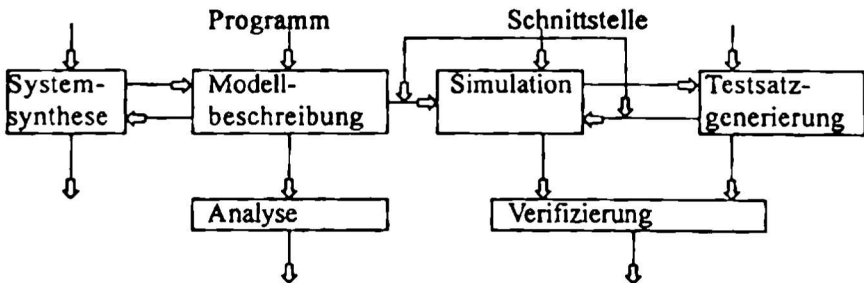 Programm
Schnittstelle
System-
synthese
Modell-
beschreibung
Simulation
Testsatz-
generierung
Analyse
Verifizierung